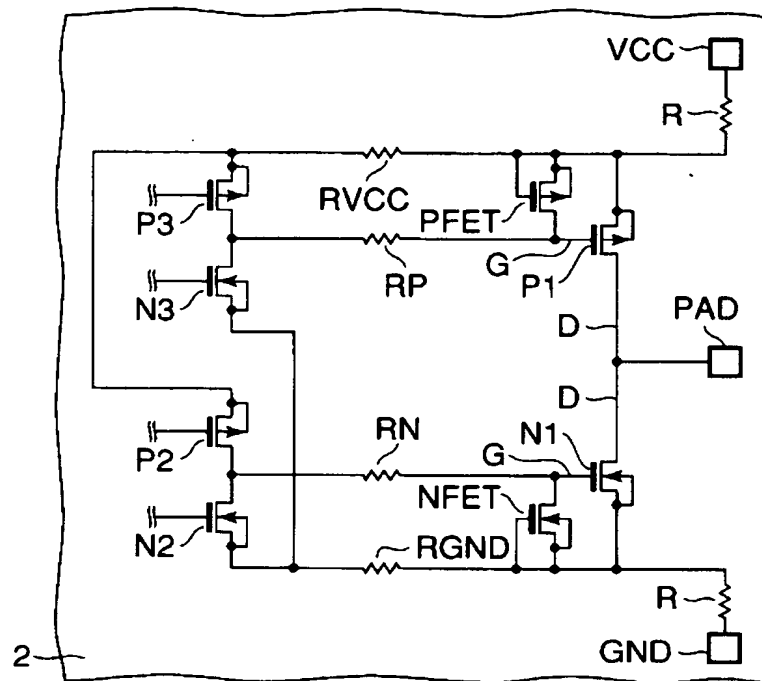 VCC
R
RVCC
PFET
P3
G
P1
RP
N3
D
PAD
D
RN
N1
P2
G
NFET
N2
RGND
R
2
GND